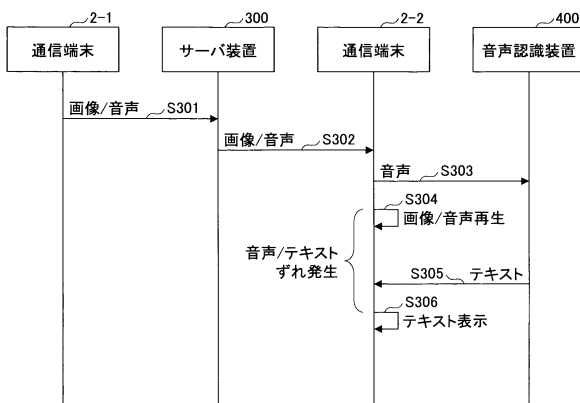 2-1
300
2-2
400
通信端末
サーバ装置
通信端末
音声認識装置
画像/音声
S301
画像/音声
S302
音声
S303
S304
画像/音声再生
音声/テキスト
ずれ発生
S305
テキスト
S306
テキスト表示